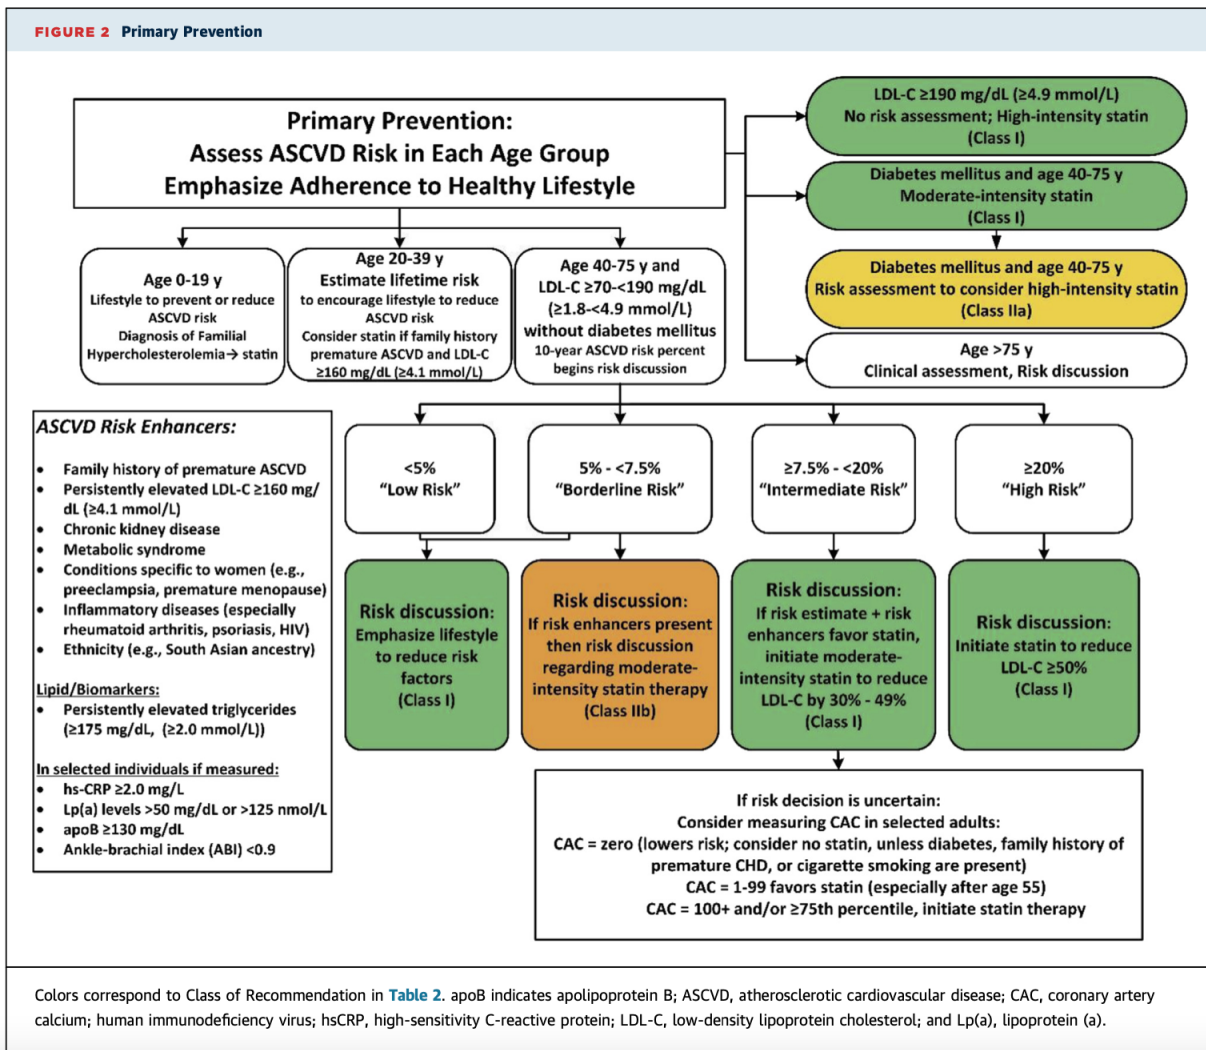 FIGURE 2 Primary Prevention
Primary Prevention:
Assess ASCVD Risk in Each Age Group
Emphasize Adherence to Healthy Lifestyle
LDL-C ≥190 mg/dL (≥4.9 mmol/L)
No risk assessment; High-intensity statin
(Class I)
Diabetes mellitus and age 40-75 y
Moderate-intensity statin
(Class I)
Diabetes mellitus and age 40-75 y
Risk assessment to consider high-intensity statin
(Class IIa)
Age >75 y
Clinical assessment, Risk discussion
Age 0-19 y
Lifestyle to prevent or reduce
ASCVD risk
Diagnosis of Familial
Hypercholesterolemia→ statin
Age 20-39 y
Estimate lifetime risk
to encourage lifestyle to reduce
ASCVD risk
Consider statin if family history
premature ASCVD and LDL-C
≥160 mg/dL (≥4.1 mmol/L)
Age 40-75 y and
LDL-C ≥70-<190 mg/dL
(≥1.8-<4.9 mmol/L)
without diabetes mellitus
10-year ASCVD risk percent
begins risk discussion
ASCVD Risk Enhancers:
• Family history of premature ASCVD
• Persistently elevated LDL-C ≥160 mg/
dL (≥4.1 mmol/L)
• Chronic kidney disease
• Metabolic syndrome
• Conditions specific to women (e.g.,
preeclampsia, premature menopause)
• Inflammatory diseases (especially
rheumatoid arthritis, psoriasis, HIV)
• Ethnicity (e.g., South Asian ancestry)
Lipid/Biomarkers:
• Persistently elevated triglycerides
(≥175 mg/dL, (≥2.0 mmol/L))
In selected individuals if measured:
• hs-CRP ≥2.0 mg/L
• Lp(a) levels >50 mg/dL or >125 nmol/L
• apoB ≥130 mg/dL
• Ankle-brachial index (ABI) <0.9
<5%
“Low Risk”
5% - <7.5%
“Borderline Risk”
≥7.5% - <20%
“Intermediate Risk”
≥20%
“High Risk”
Risk discussion:
Emphasize lifestyle
to reduce risk
factors
(Class I)
Risk discussion:
If risk enhancers present
then risk discussion
regarding moderate-
intensity statin therapy
(Class IIb)
Risk discussion:
If risk estimate + risk
enhancers favor statin,
initiate moderate-
intensity statin to reduce
LDL-C by 30% - 49%
(Class I)
Risk discussion:
Initiate statin to reduce
LDL-C ≥50%
(Class I)
If risk decision is uncertain:
Consider measuring CAC in selected adults:
CAC = zero (lowers risk; consider no statin, unless diabetes, family history of
premature CHD, or cigarette smoking are present)
CAC = 1-99 favors statin (especially after age 55)
CAC = 100+ and/or ≥75th percentile, initiate statin therapy
Colors correspond to Class of Recommendation in Table 2. apoB indicates apolipoprotein B; ASCVD, atherosclerotic cardiovascular disease; CAC, coronary artery
calcium; human immunodeficiency virus; hsCRP, high-sensitivity C-reactive protein; LDL-C, low-density lipoprotein cholesterol; and Lp(a), lipoprotein (a).